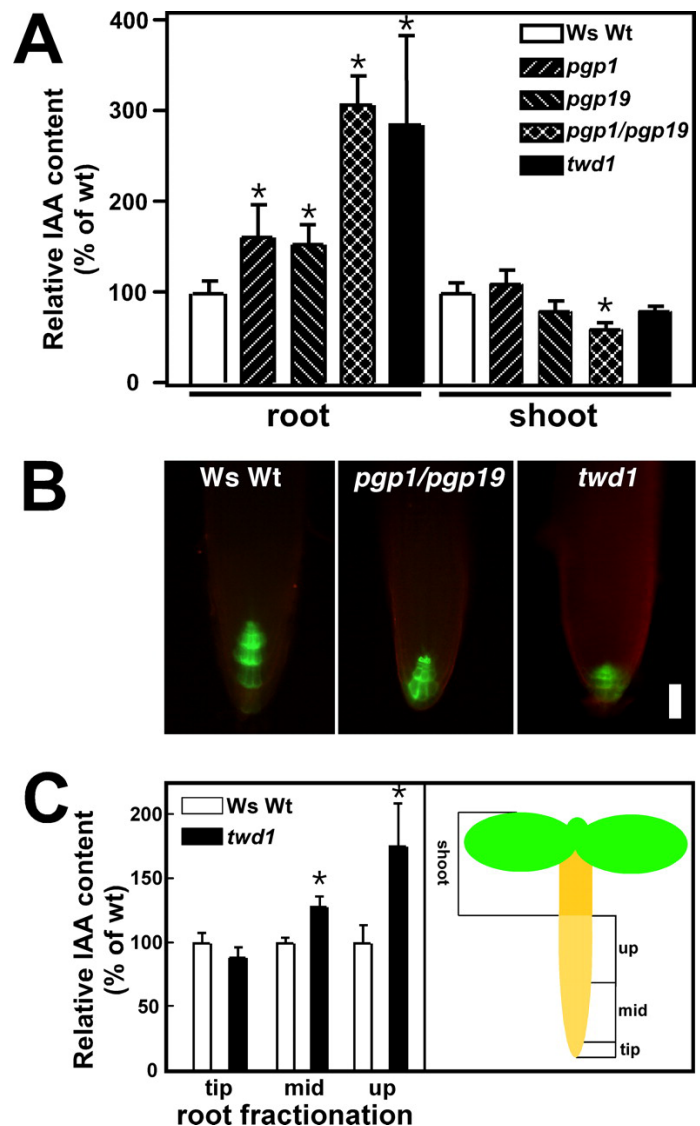 A
Relative IAA content
(% of wt)
400
300
200
100
0
* * * *
*
Ws Wt
pgp1
pgp19
pgp1/pgp19
twd1
root shoot
B
Ws Wt pgp1/pgp19 twd1
C
Relative IAA content
(% of wt)
200
150
100
50
0
Ws Wt
twd1
* *
tip mid up
root fractionation
shoot
up
mid
tip